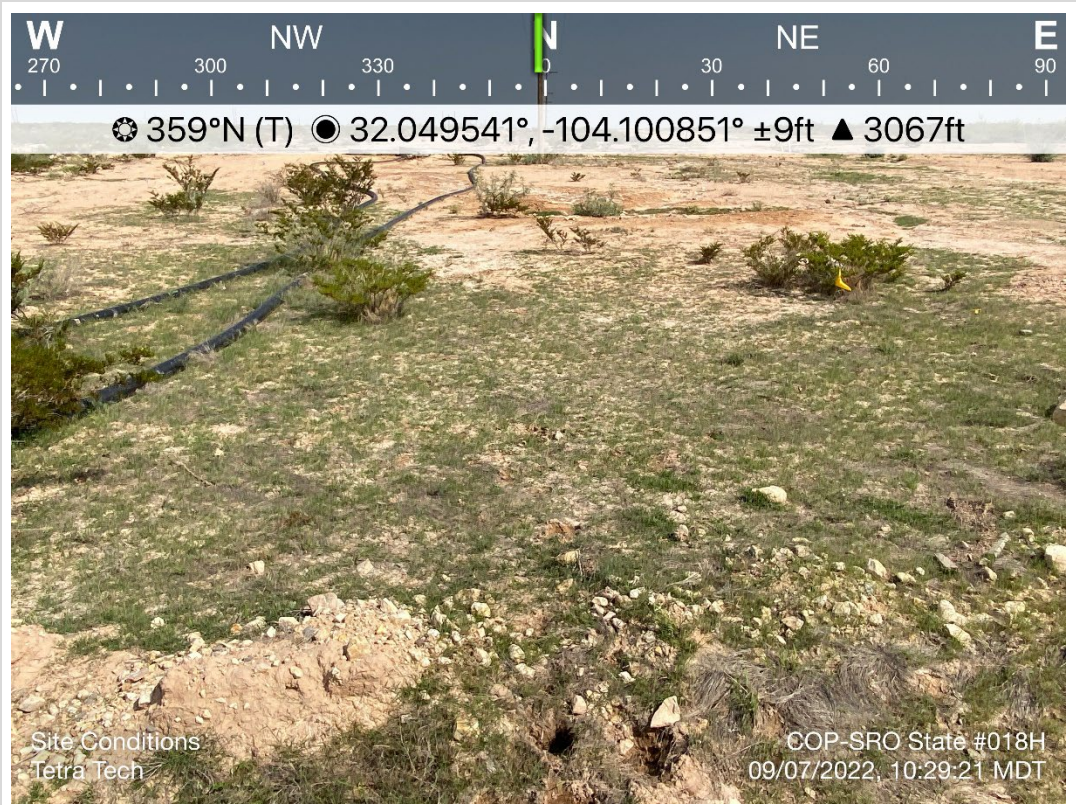 W NW N NE E
270 300 330 0 30 60 90
359°N (T) 32.049541°, -104.100851° ±9ft ▲ 3067ft
Site Conditions
Tetra Tech
COP-SRO State #018H
09/07/2022, 10:29:21 MDT